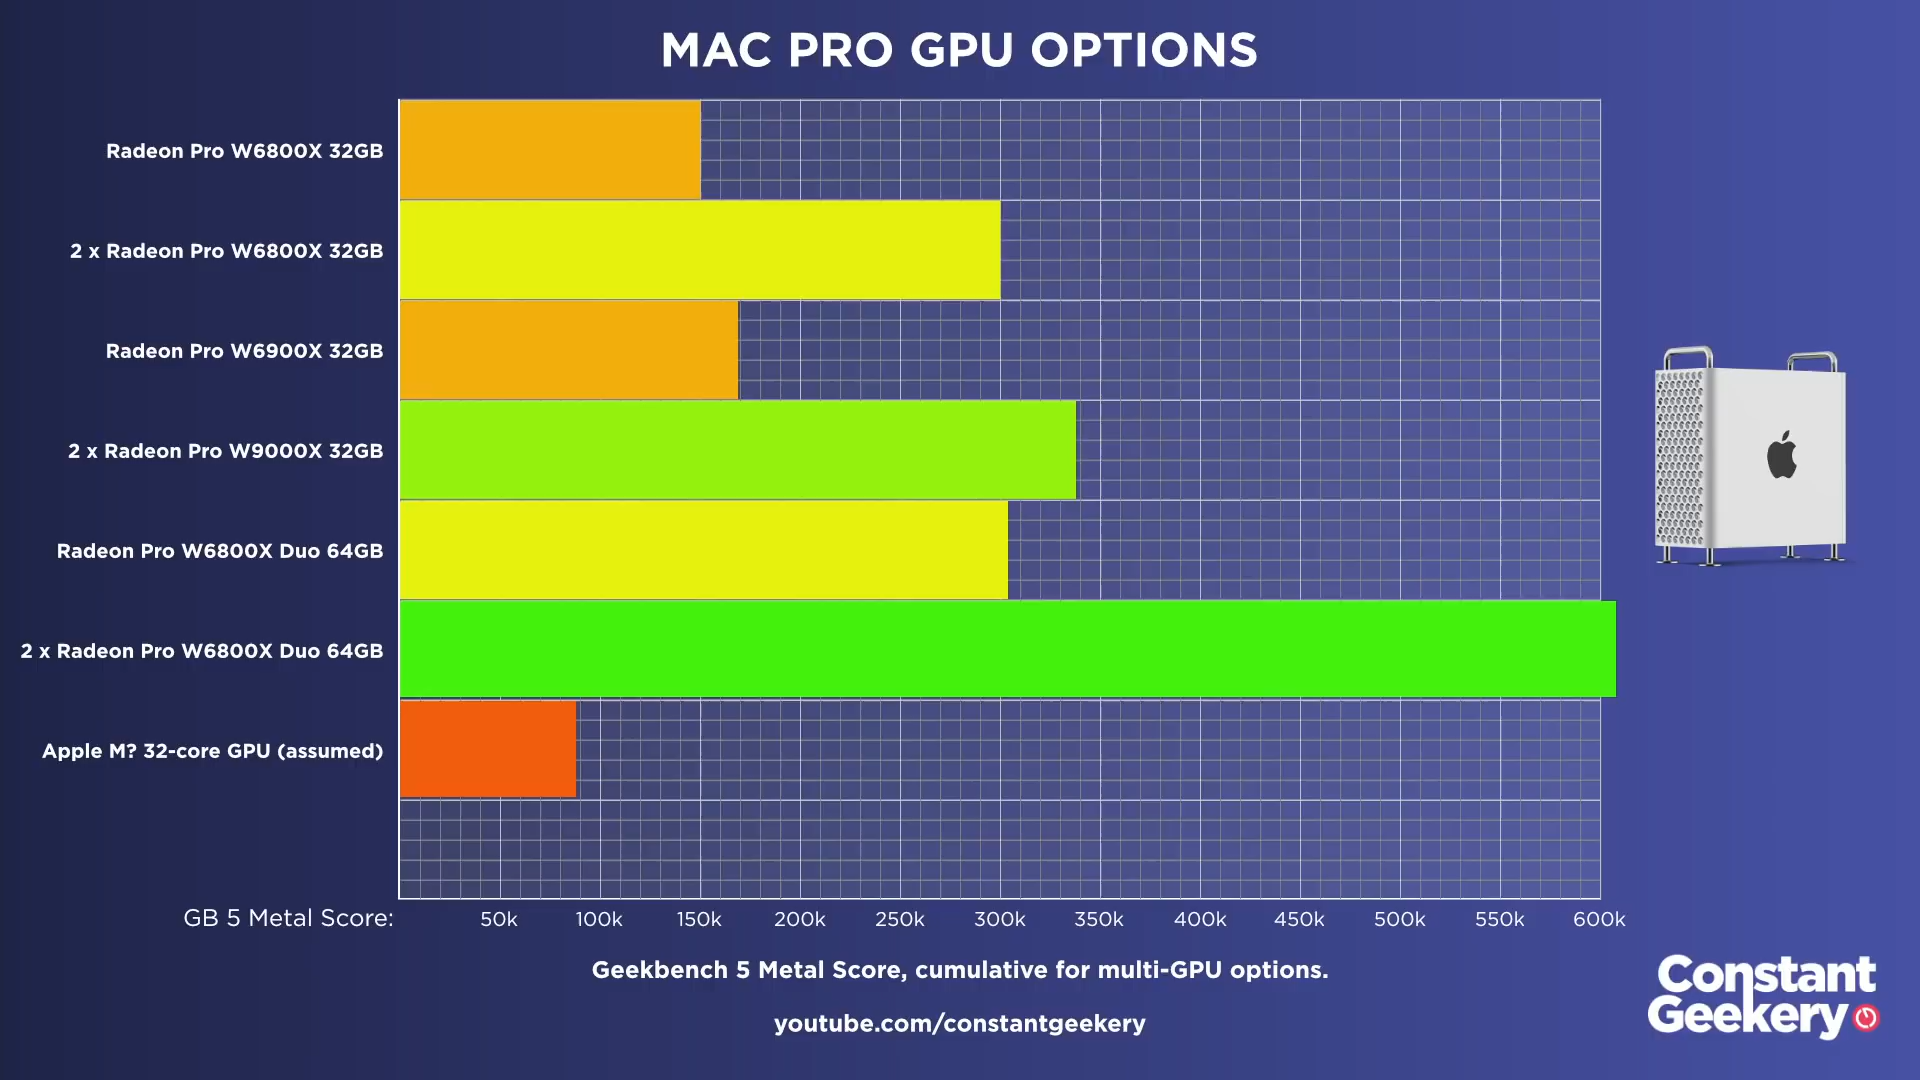 MAC PRO GPU OPTIONS
Radeon Pro W6800X 32GB
2 x Radeon Pro W6800X 32GB
Radeon Pro W6900X 32GB
2 x Radeon Pro W9000X 32GB
Radeon Pro W6800X Duo 64GB
2 x Radeon Pro W6800X Duo 64GB
Apple M? 32-core GPU (assumed)
GB 5 Metal Score: 50k 100k 150k 200k 250k 300k 350k 400k 450k 500k 550k 600k
Geekbench 5 Metal Score, cumulative for multi-GPU options.
youtube.com/constantgeekery
Constant
Geekery